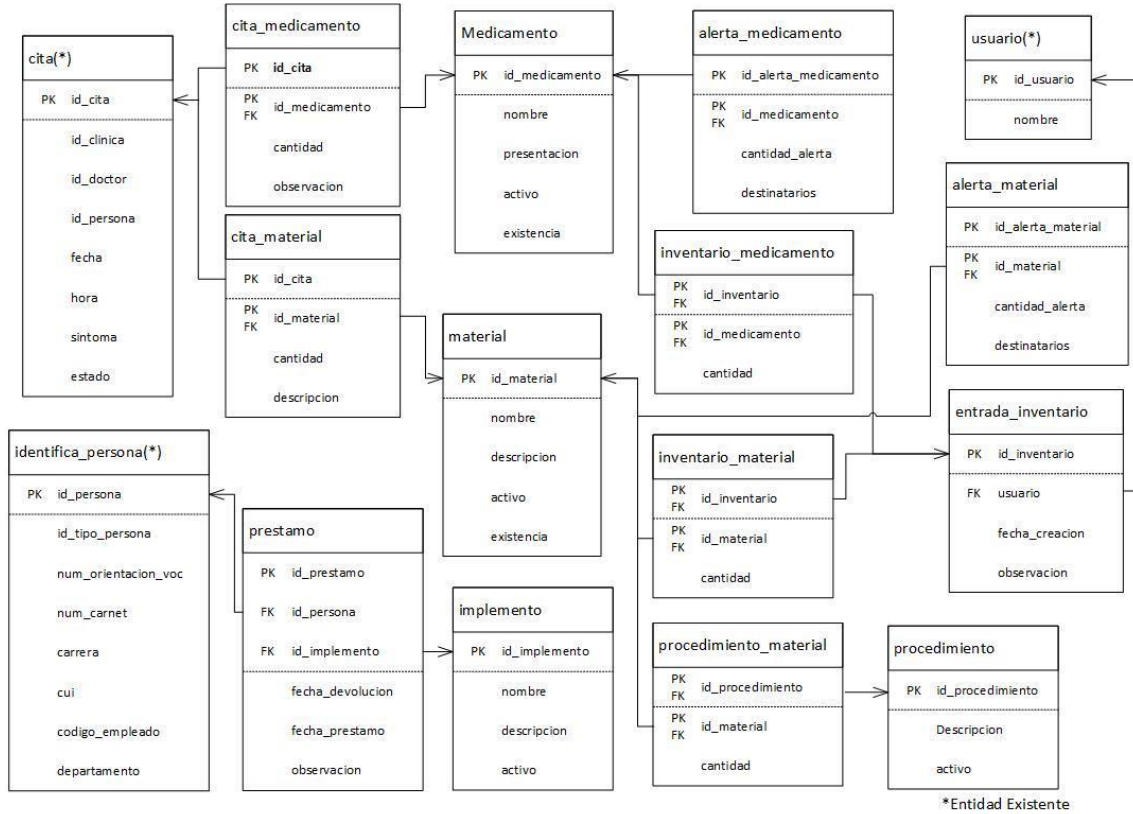 cita(*)
PK id_cita
id_clinica
id_doctor
id_persona
fecha
hora
sintoma
estado
cita_medicamento
PK id_cita
PK
FK id_medicamento
cantidad
observacion
cita_material
PK id_cita
PK
FK id_material
cantidad
descripcion
Medicamento
PK id_medicamento
nombre
presentacion
activo
existencia
alerta_medicamento
PK id_alerta_medicamento
PK
FK id_medicamento
cantidad_alerta
destinatarios
usuario(*)
PK id_usuario
nombre
alerta_material
PK id_alerta_material
PK
FK id_material
cantidad_alerta
destinatarios
inventario_medicamento
PK
FK id_inventario
PK
FK id_medicamento
cantidad
material
PK id_material
nombre
descripcion
activo
existencia
entrada_inventario
PK id_inventario
FK usuario
fecha_creacion
observacion
inventario_material
PK
FK id_inventario
PK
FK id_material
cantidad
identifica_persona(*)
PK id_persona
id_tipo_persona
num_orientacion_voc
num_carnet
carrera
cui
codigo_empleado
departamento
prestamo
PK id_prestamo
FK id_persona
FK id_implemento
fecha_devolucion
fecha_prestamo
observacion
implemento
PK id_implemento
nombre
descripcion
activo
procedimiento_material
PK
FK id_procedimiento
PK
FK id_material
cantidad
procedimiento
PK id_procedimiento
Descripcion
activo
*Entidad Existente